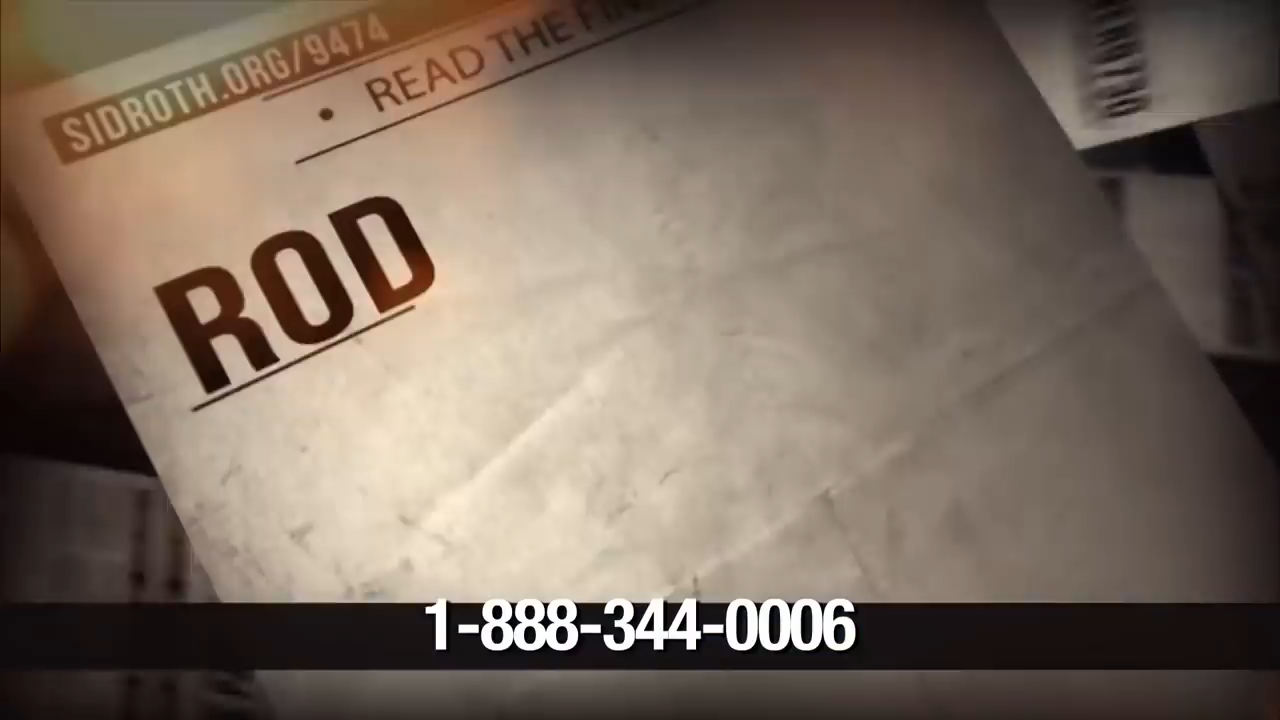 SIDROTH.ORG/9474
• READ THE
ROD
1-888-344-0006